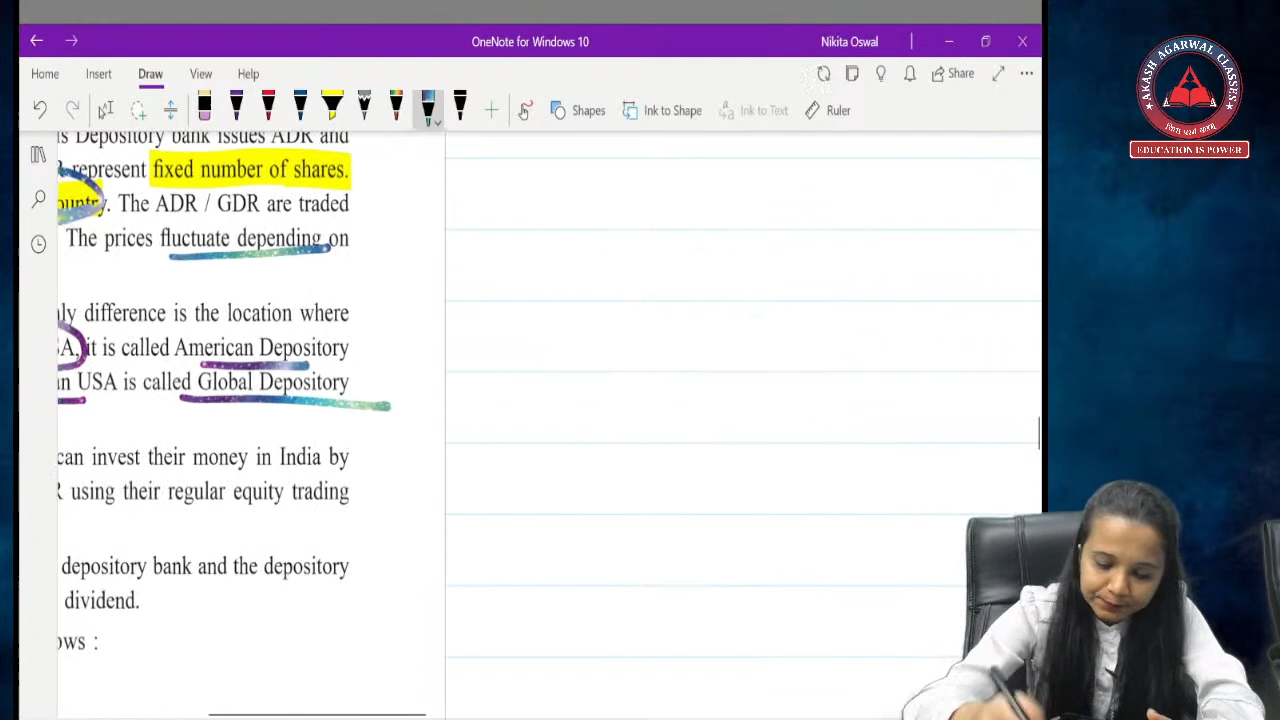 OneNote for Windows 10
Nikita Oswal
Home Insert Draw View Help
Share
Shapes
Ink to Shape
Ink to Text
Ruler
is Depository bank issues ADR and
R represent fixed number of shares.
ountry. The ADR / GDR are traded
The prices fluctuate depending on
nly difference is the location where
SA, it is called American Depository
an USA is called Global Depository
can invest their money in India by
R using their regular equity trading
depository bank and the depository
dividend.
ows :
AKASH AGARWAL CLASSES
EDUCATION IS POWER